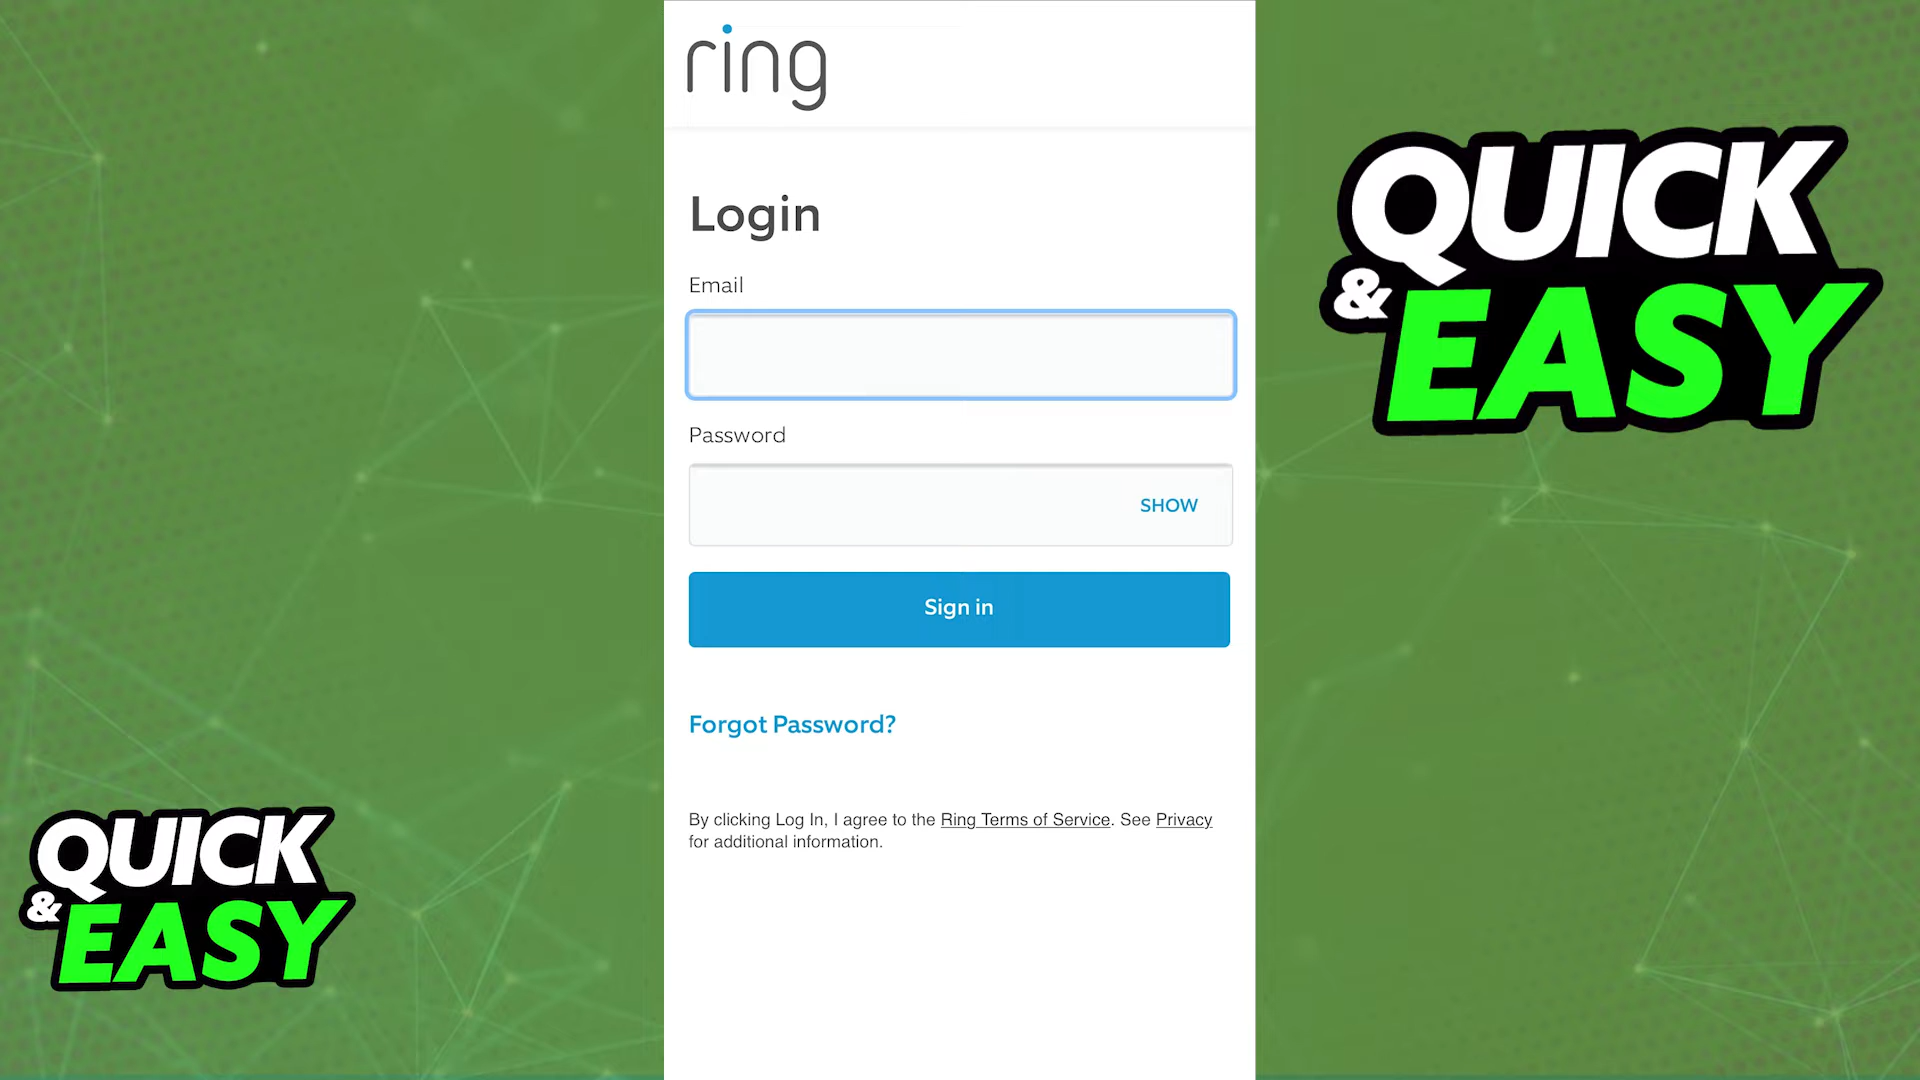 ring
Login
Email
Password
SHOW
Sign in
Forgot Password?
By clicking Log In, I agree to the Ring Terms of Service. See Privacy
for additional information.
QUICK
& EASY
QUICK
& EASY